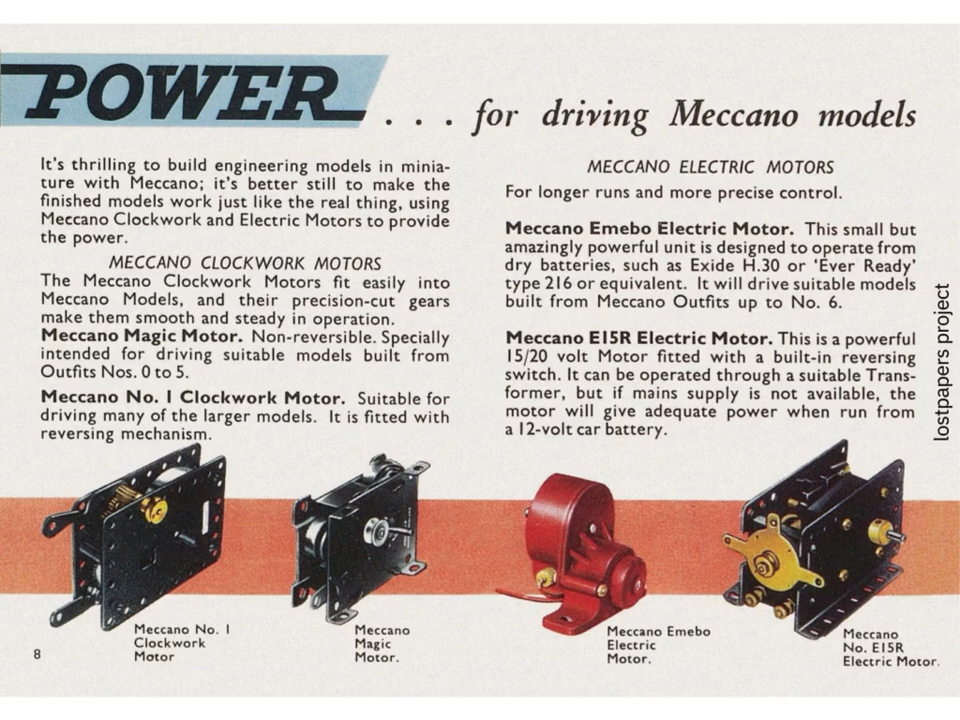 POWER
. . . for driving Meccano models
It's thrilling to build engineering models in minia-
ture with Meccano; it's better still to make the
finished models work just like the real thing, using
Meccano Clockwork and Electric Motors to provide
the power.
MECCANO CLOCKWORK MOTORS
The Meccano Clockwork Motors fit easily into
Meccano Models, and their precision-cut gears
make them smooth and steady in operation.
Meccano Magic Motor. Non-reversible. Specially
intended for driving suitable models built from
Outfits Nos. 0 to 5.
Meccano No. 1 Clockwork Motor. Suitable for
driving many of the larger models. It is fitted with
reversing mechanism.
MECCANO ELECTRIC MOTORS
For longer runs and more precise control.
Meccano Emebo Electric Motor. This small but
amazingly powerful unit is designed to operate from
dry batteries, such as Exide H.30 or 'Ever Ready'
type 216 or equivalent. It will drive suitable models
built from Meccano Outfits up to No. 6.
Meccano E15R Electric Motor. This is a powerful
15/20 volt Motor fitted with a built-in reversing
switch. It can be operated through a suitable Trans-
former, but if mains supply is not available, the
motor will give adequate power when run from
a 12-volt car battery.
Meccano No. 1
Clockwork
Motor
Meccano
Magic
Motor.
Meccano Emebo
Electric
Motor.
Meccano
No. E15R
Electric Motor.
8
lostpapers project